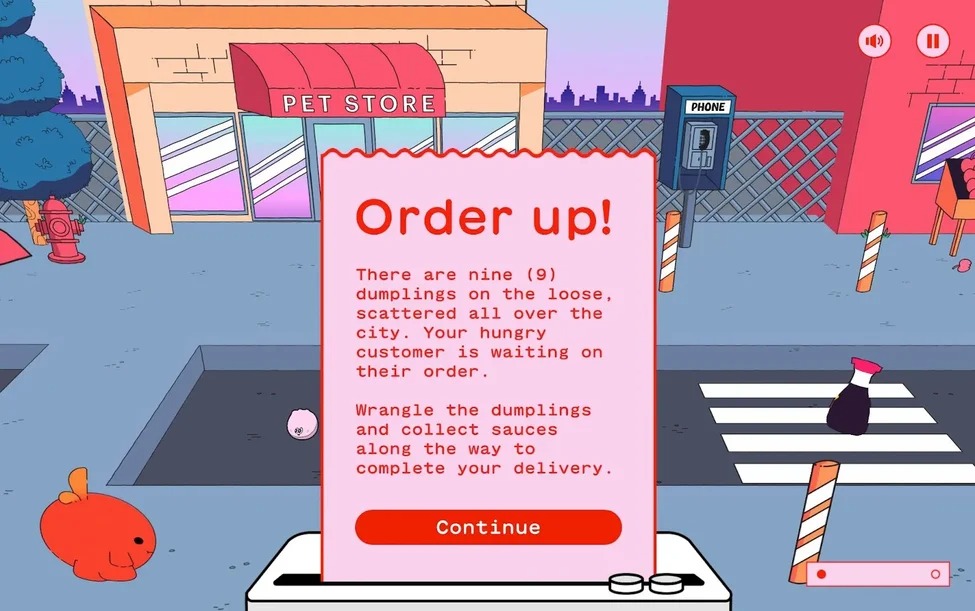 PET STORE
PHONE
Order up!
There are nine (9)
dumplings on the loose,
scattered all over the
city. Your hungry
customer is waiting on
their order.
Wrangle the dumplings
and collect sauces
along the way to
complete your delivery.
Continue